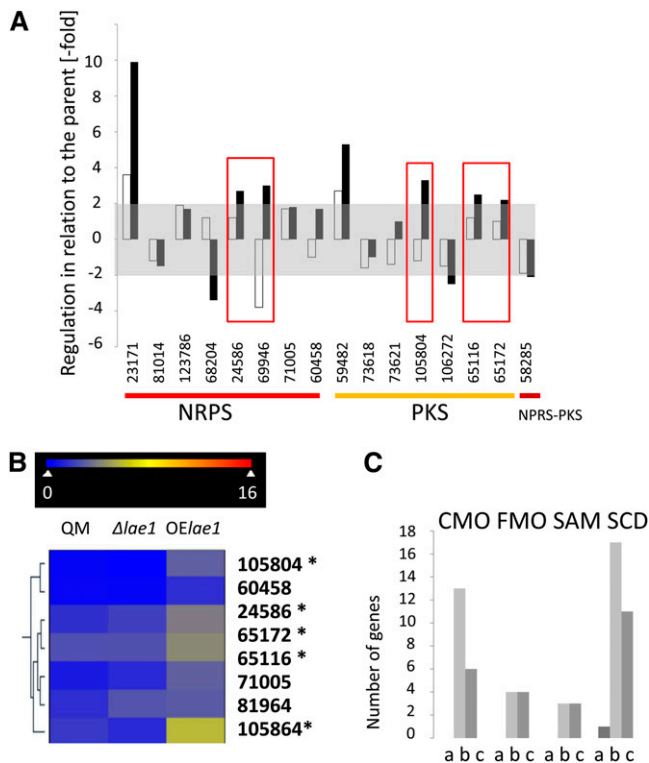 A
Regulation in relation to the parent [-fold]
10
8
6
4
2
0
-2
-4
-6
23171
81014
123786
68204
24586
69946
71005
60458
59482
73618
73621
105804
106272
65116
65172
58285
NRPS
PKS
NPRS-PKS
B
0
16
QM
Δlae1
OElae1
105804 *
60458
24586 *
65172 *
65116 *
71005
81964
105864*
C
CMO FMO SAM SCD
Number of genes
18
16
14
12
10
8
6
4
2
0
a b c
a b c
a b c
a b c